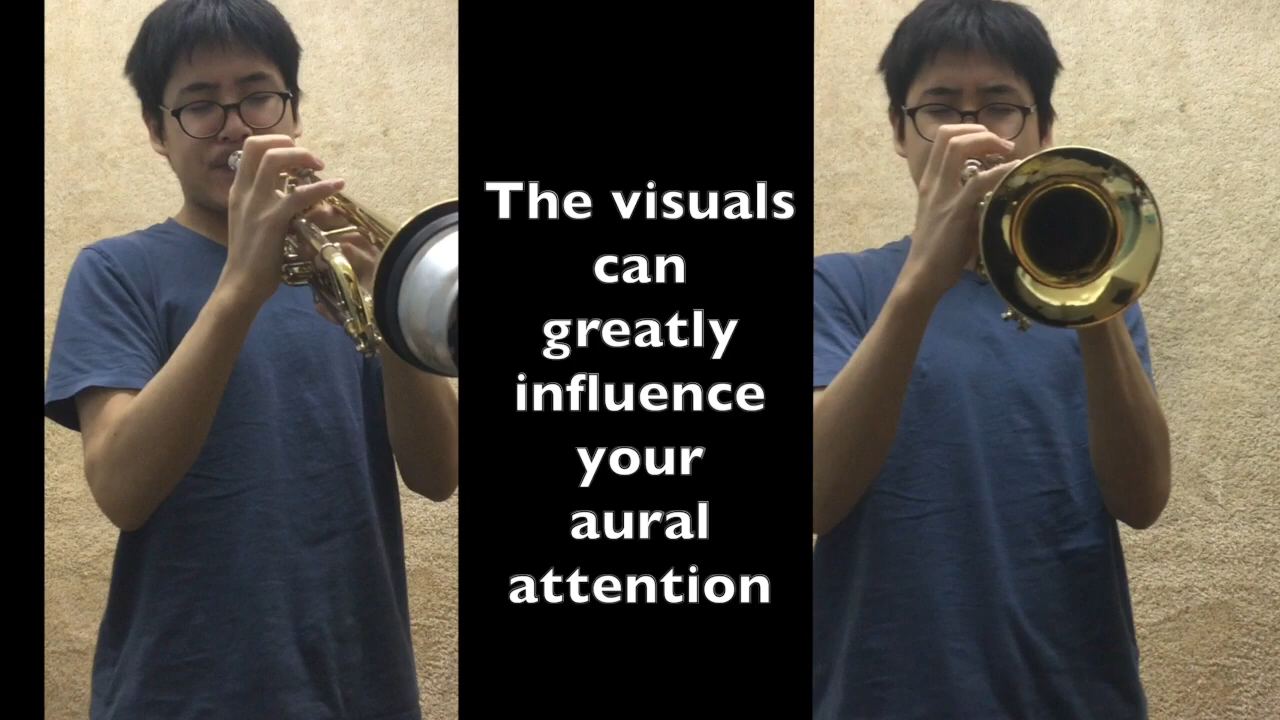 The visuals
can
greatly
influence
your
aural
attention